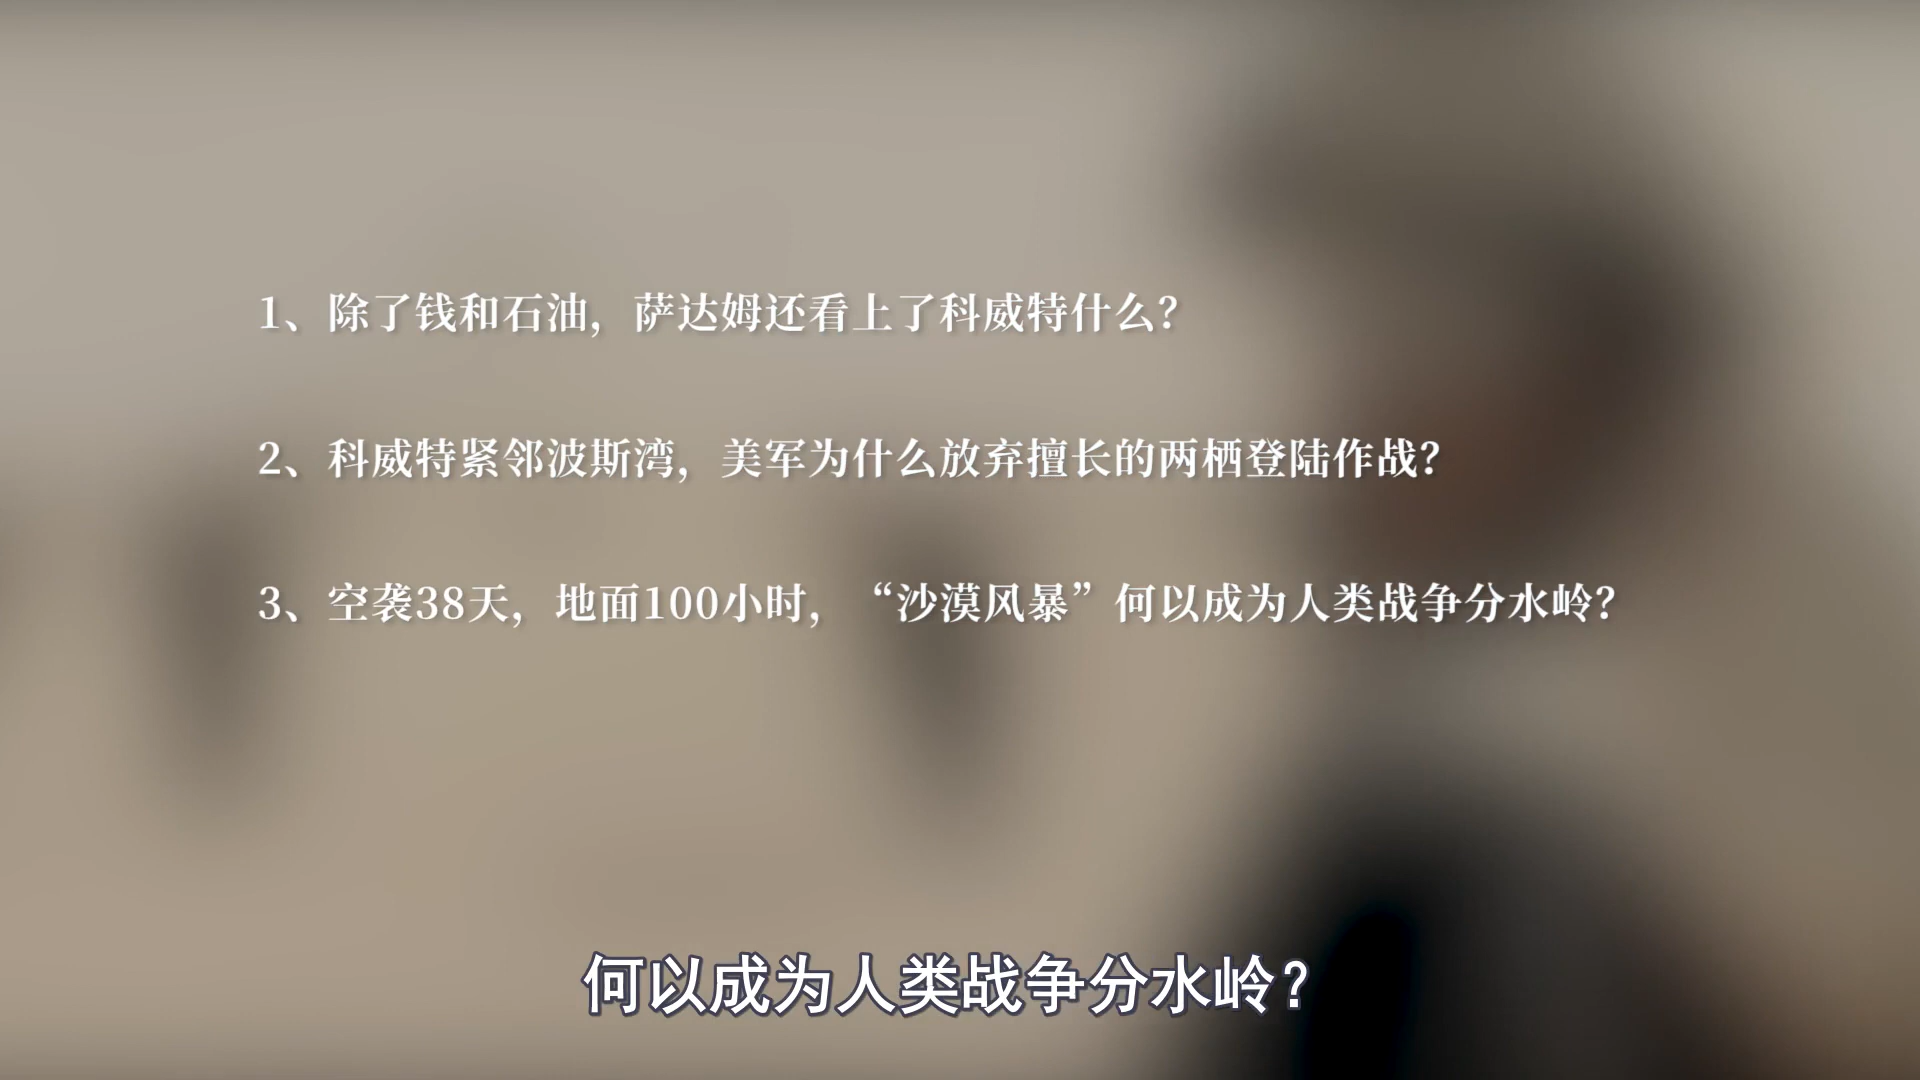 1、除了钱和石油，萨达姆还看上了科威特什么？
2、科威特紧邻波斯湾，美军为什么放弃擅长的两栖登陆作战？
3、空袭38天，地面100小时，“沙漠风暴”何以成为人类战争分水岭？
何以成为人类战争分水岭？